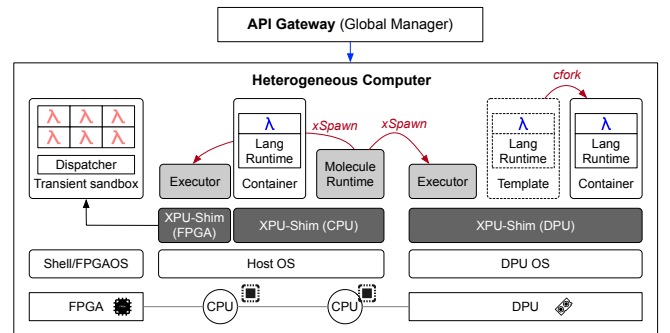 API Gateway (Global Manager)
Heterogeneous Computer
cfork
λ λ λ
λ λ λ
Dispatcher
Transient sandbox
Executor
λ
Lang
Runtime
Container
xSpawn
Molecule
Runtime
xSpawn
Executor
λ
Lang
Runtime
Template
λ
Lang
Runtime
Container
XPU-Shim
(FPGA)
XPU-Shim (CPU)
XPU-Shim (DPU)
Shell/FPGAOS
Host OS
DPU OS
FPGA
CPU
CPU
DPU